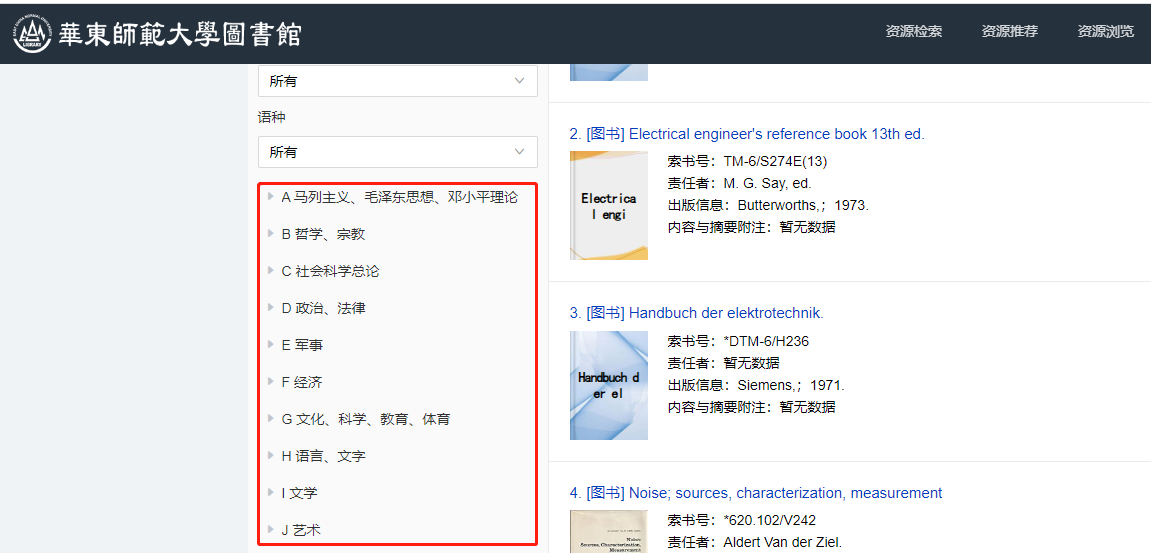 華東師範大學圖書館
资源检索 资源推荐 资源浏览
所有
语种
所有
A 马列主义、毛泽东思想、邓小平理论
B 哲学、宗教
C 社会科学总论
D 政治、法律
E 军事
F 经济
G 文化、科学、教育、体育
H 语言、文字
I 文学
J 艺术
2. [图书] Electrical engineer's reference book 13th ed.
Electrica
l engi
索书号：TM-6/S274E(13)
责任者：M. G. Say, ed.
出版信息：Butterworths,；1973.
内容与摘要附注：暂无数据
3. [图书] Handbuch der elektrotechnik.
Handbuch d
er el
索书号：*DTM-6/H236
责任者：暂无数据
出版信息：Siemens,；1971.
内容与摘要附注：暂无数据
4. [图书] Noise; sources, characterization, measurement
Noise:
Sources, Characterization,
Measurement
索书号：*620.102/V242
责任者：Aldert Van der Ziel.